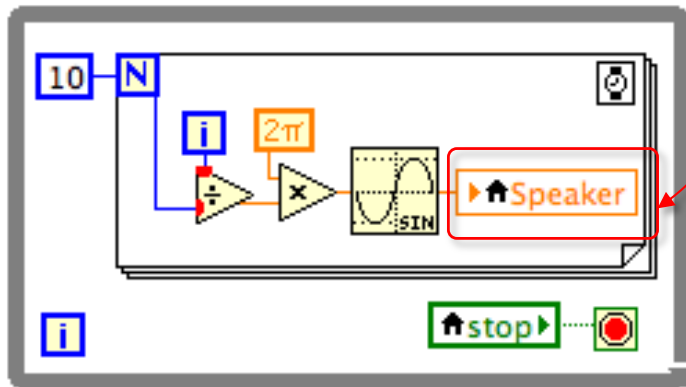 10 N
i 2π
÷ ×
SIN
Speaker
i
stop